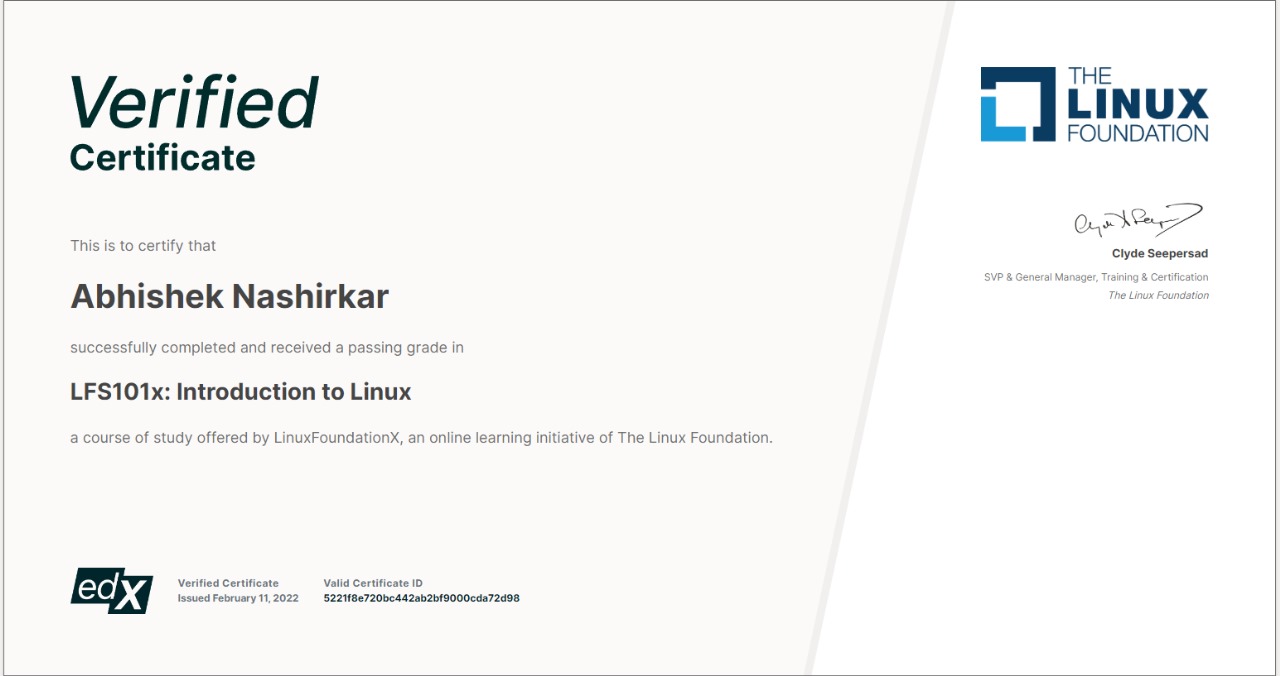 Verified
Certificate
This is to certify that
Abhishek Nashirkar
successfully completed and received a passing grade in
LFS101x: Introduction to Linux
a course of study offered by LinuxFoundationX, an online learning initiative of The Linux Foundation.
edX
Verified Certificate
Issued February 11, 2022
Valid Certificate ID
5221f8e720bc442ab2bf9000cda72d98
THE
LINUX
FOUNDATION
Clyde Seepersad
SVP & General Manager, Training & Certification
The Linux Foundation